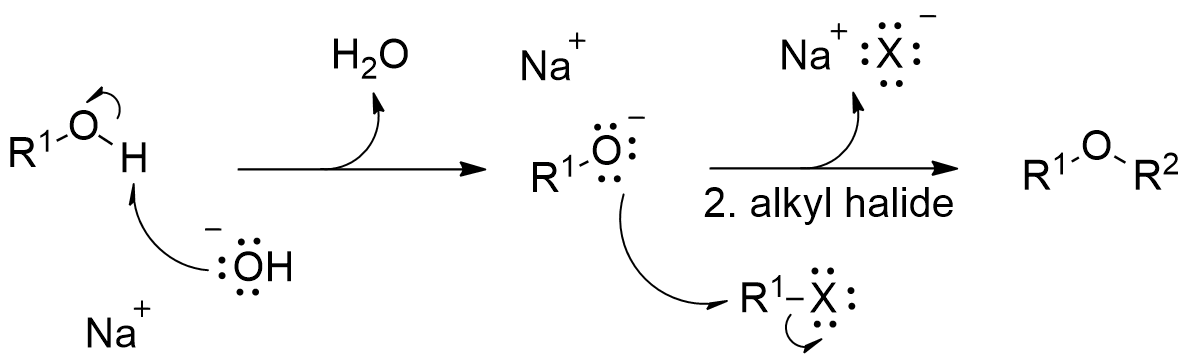 R¹ O H
⁻ :OH
Na⁺
H₂O
Na⁺
R¹ O ⁻
Na⁺ :X: ⁻
2. alkyl halide
R¹–X:
R¹ O R²